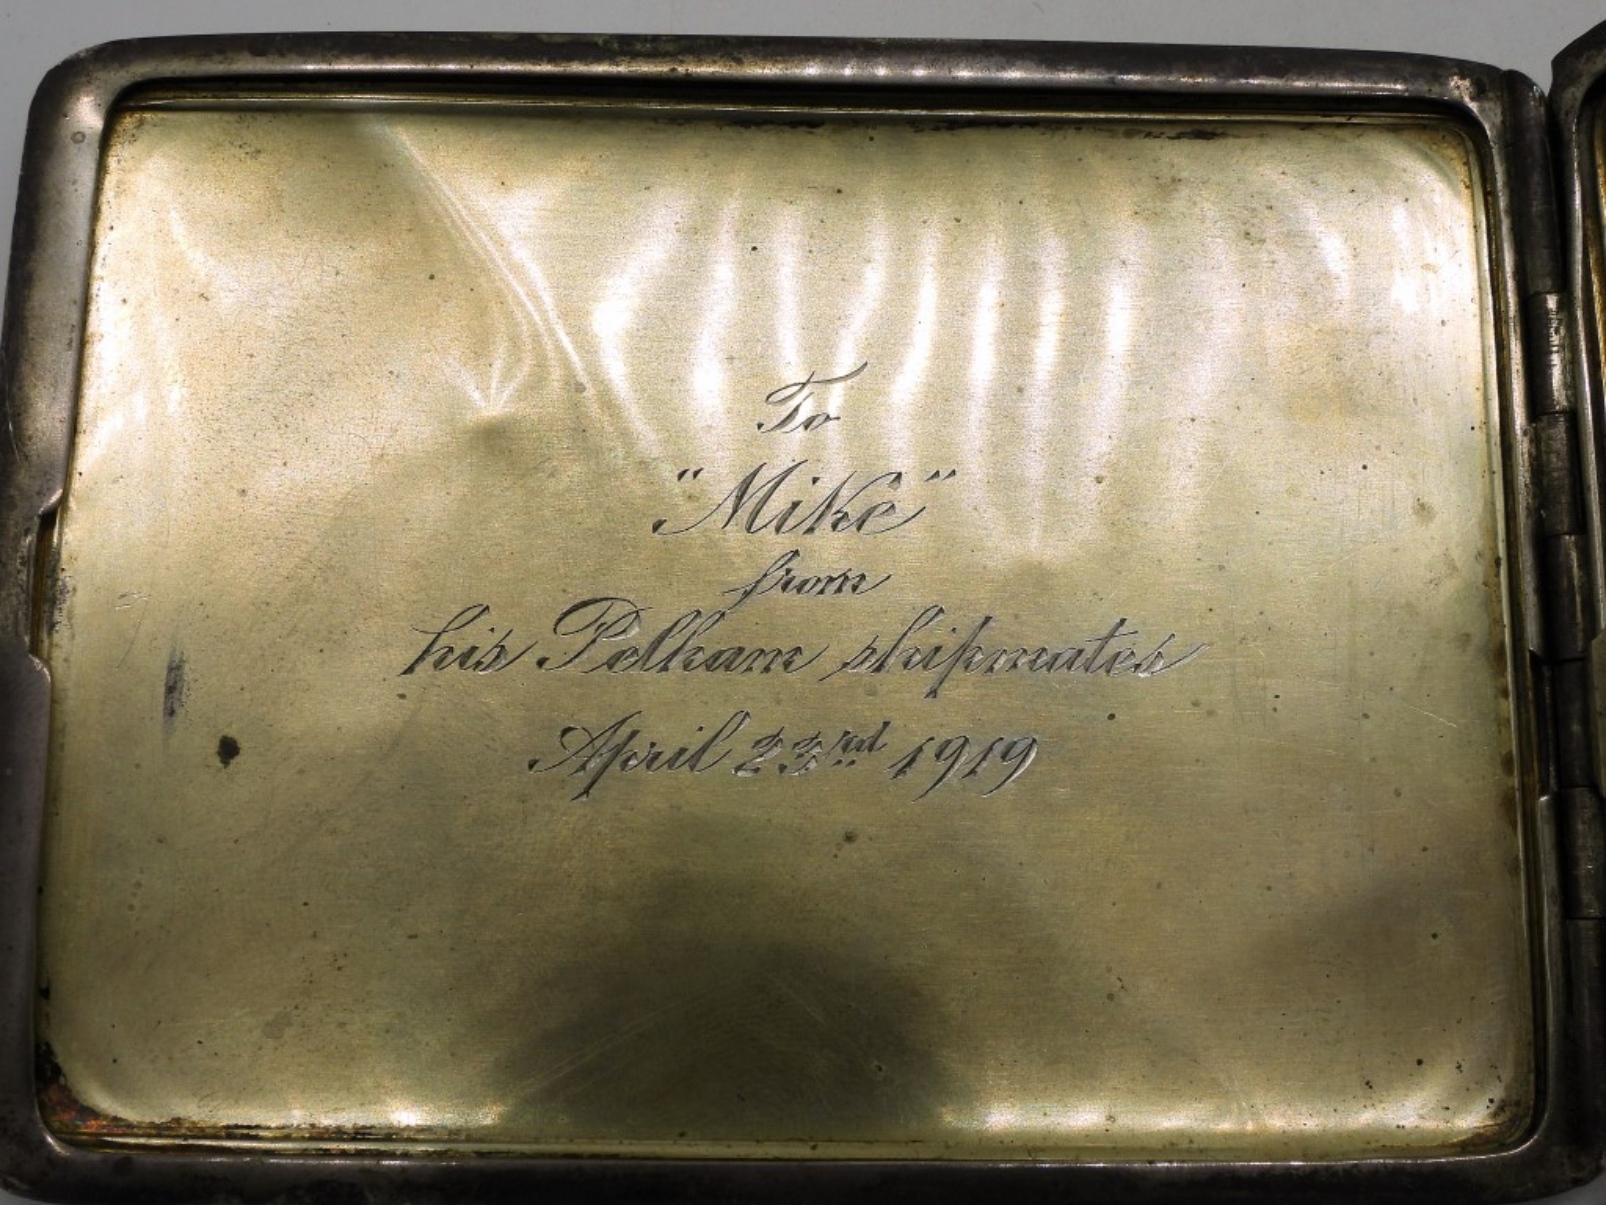 To
"Mike"
from
his Pelham shipmates
April 23rd 1919